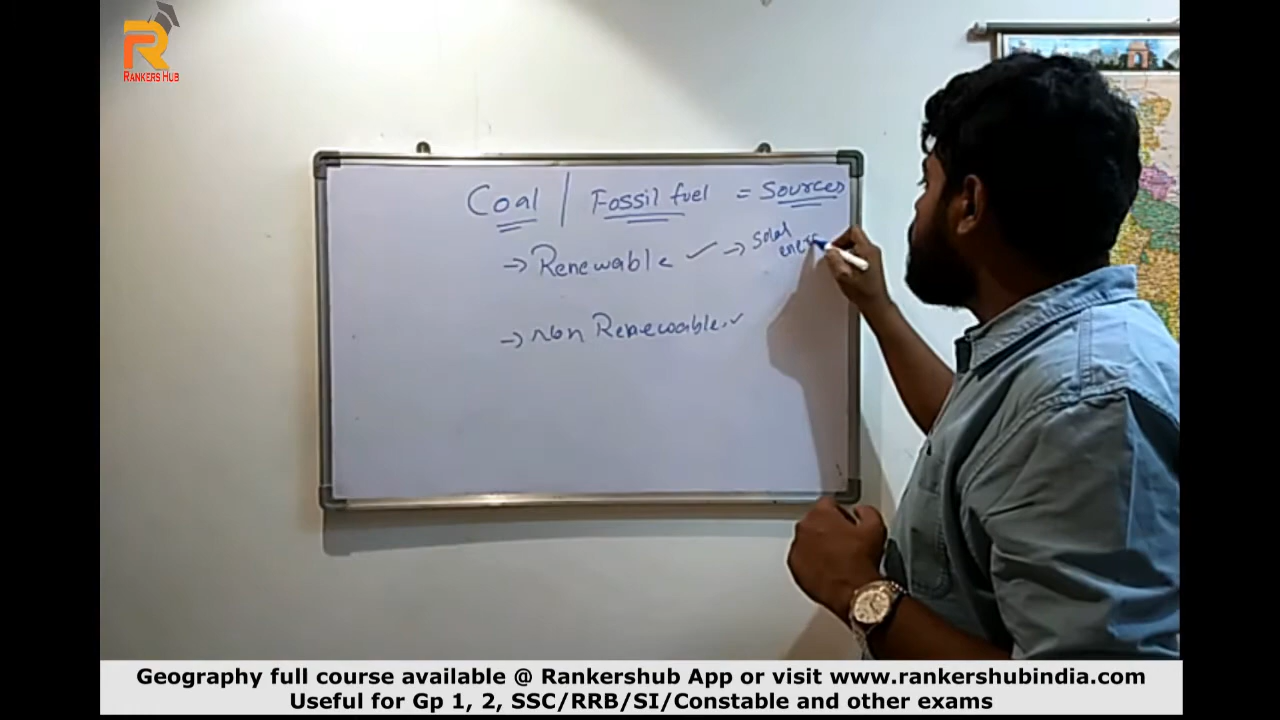 RANKERS HUB
Coal | Fossil fuel = Sources
→ Renewable ✓ → Solar
→ non Renewable ✓
Geography full course available @ Rankershub App or visit www.rankershubindia.com
Useful for Gp 1, 2, SSC/RRB/SI/Constable and other exams